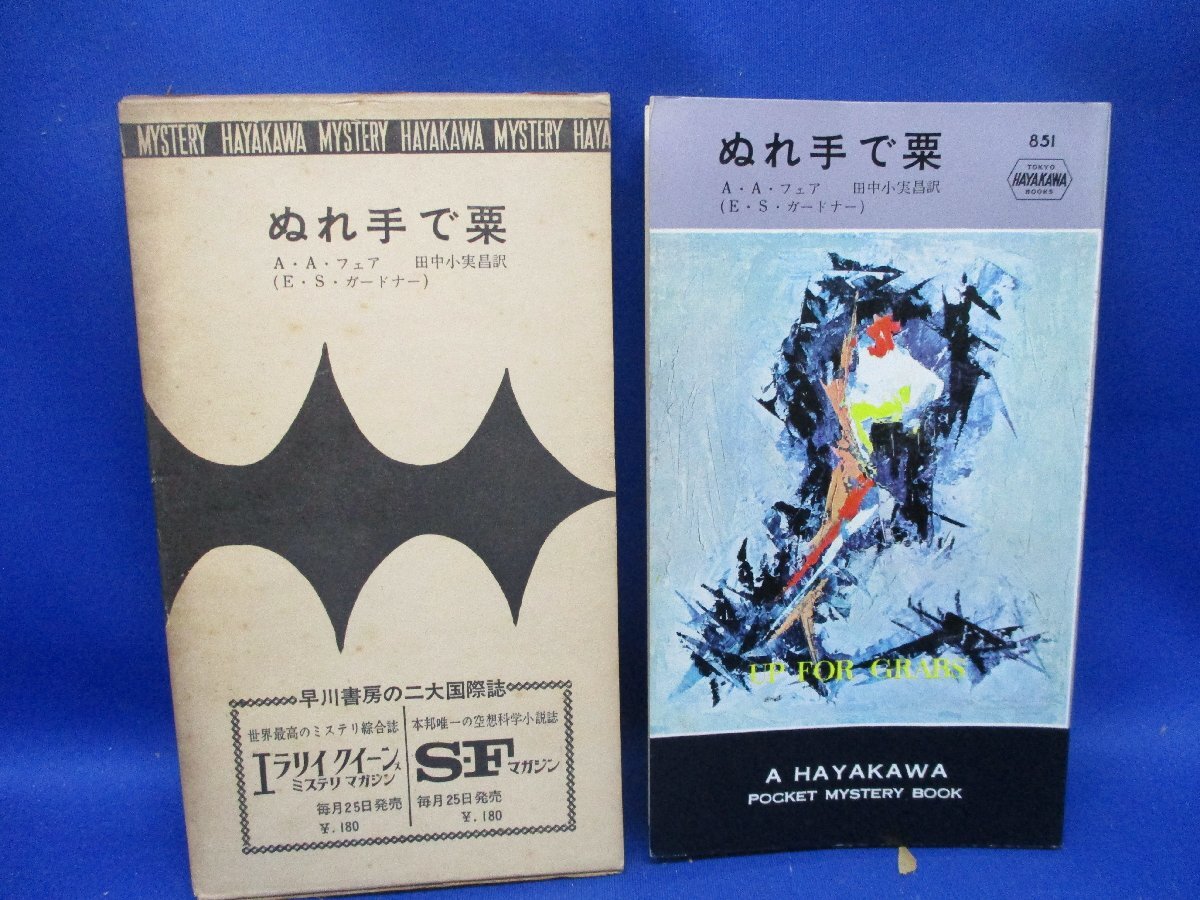 MYSTERY HAYAKAWA MYSTERY HAYAKAWA MYSTERY HAYA
ぬれ手で粟
A・A・フェア 田中小実昌訳
(E・S・ガードナー)
早川書房の二大国際誌
世界最高のミステリ綜合誌
エラリイクイーンズ
ミステリマガジン
毎月25日発売
¥.180
本邦唯一の空想科学小説誌
S-Fマガジン
毎月25日発売
¥.180
ぬれ手で粟
851
A・A・フェア 田中小実昌訳
(E・S・ガードナー)
TOKYO
HAYAKAWA
BOOKS
UP FOR GRABS
A HAYAKAWA
POCKET MYSTERY BOOK